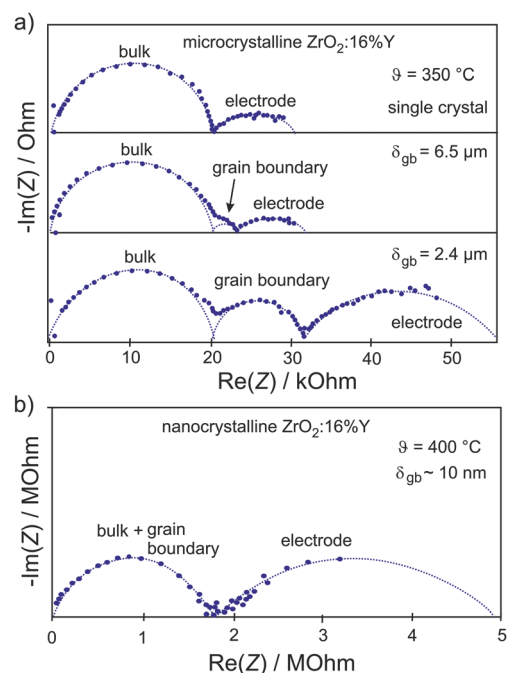 a)
microcrystalline ZrO₂:16%Y
bulk
ϑ = 350 °C
electrode
single crystal
bulk
δgb = 6.5 µm
grain boundary
electrode
bulk
δgb = 2.4 µm
grain boundary
electrode
-Im(Z) / Ohm
0 10 20 30 40 50
Re(Z) / kOhm
b)
nanocrystalline ZrO₂:16%Y
ϑ = 400 °C
δgb ~ 10 nm
bulk + grain
boundary
electrode
-Im(Z) / MOhm
0 1 2 3 4 5
Re(Z) / MOhm